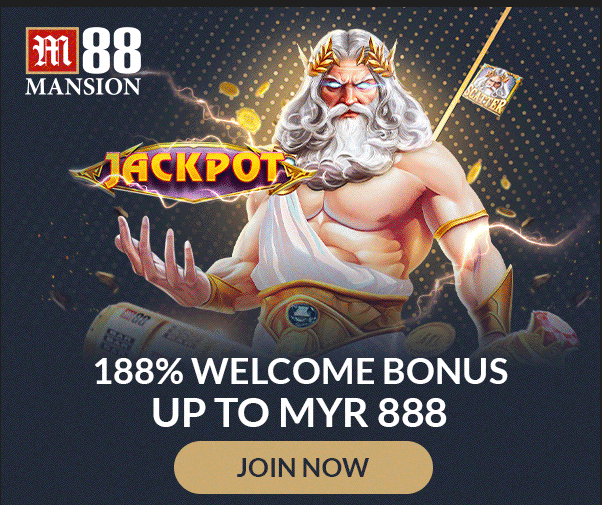 M88
MANSION
SCATTER
JACKPOT
188% WELCOME BONUS
UP TO MYR 888
JOIN NOW